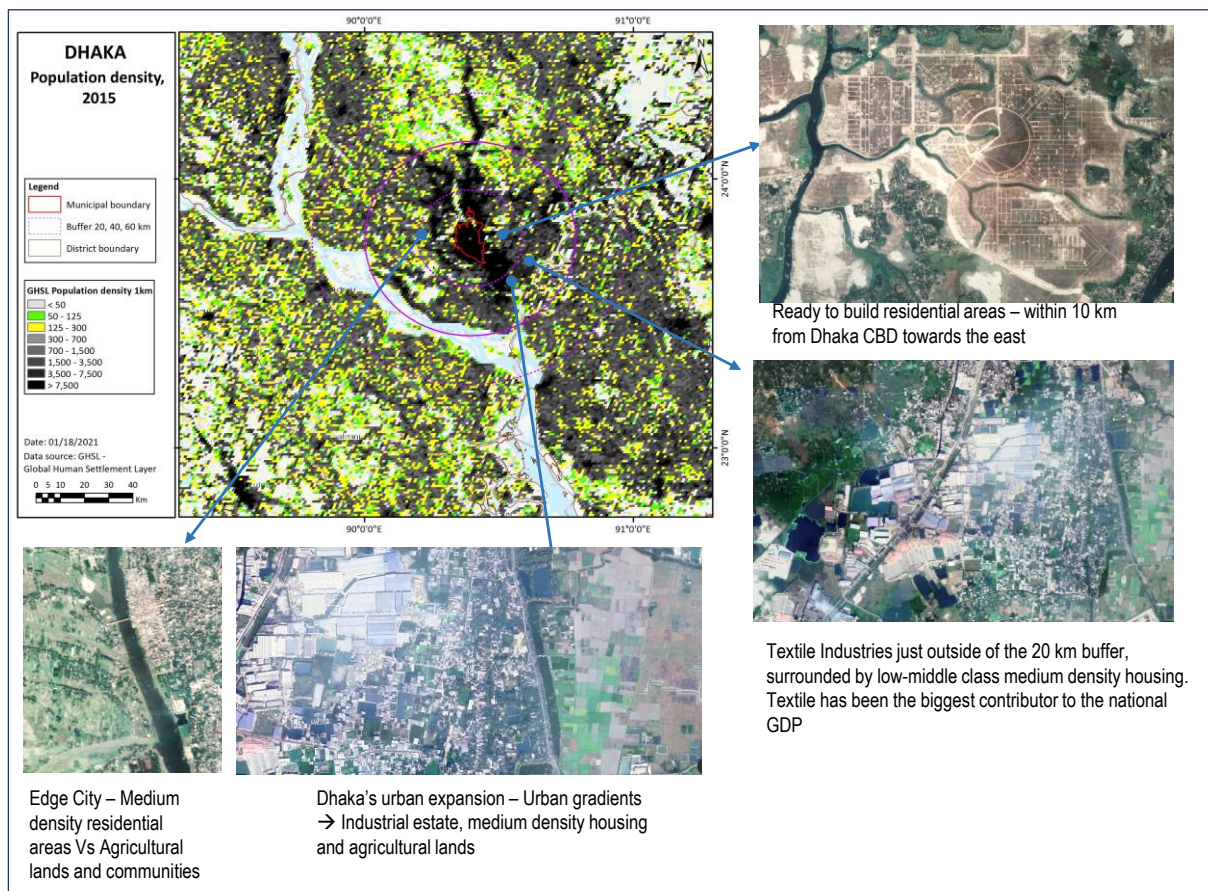 DHAKA
Population density,
2015
Legend
Municipal boundary
Buffer 20, 40, 60 km
District boundary
GHSL Population density 1km
< 50
50 - 125
125 - 300
300 - 700
700 - 1,500
1,500 - 3,500
3,500 - 7,500
> 7,500
Date: 01/18/2021
Data source: GHSL -
Global Human Settlement Layer
0 5 10 20 30 40
Km
90°0'0"E
91°0'0"E
24°0'0"N
23°0'0"N
90°0'0"E
91°0'0"E
Ready to build residential areas – within 10 km
from Dhaka CBD towards the east
Textile Industries just outside of the 20 km buffer,
surrounded by low-middle class medium density housing.
Textile has been the biggest contributor to the national
GDP
Edge City – Medium
density residential
areas Vs Agricultural
lands and communities
Dhaka's urban expansion – Urban gradients
→ Industrial estate, medium density housing
and agricultural lands